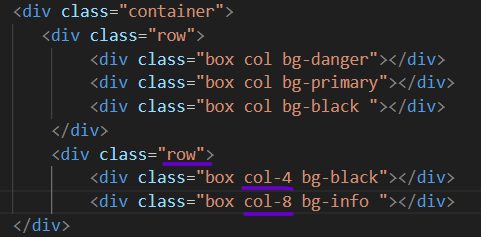 <div class="container">
<div class="row">
<div class="box col bg-danger"></div>
<div class="box col bg-primary"></div>
<div class="box col bg-black "></div>
</div>
<div class="row">
<div class="box col-4 bg-black"></div>
<div class="box col-8 bg-info "></div>
</div>